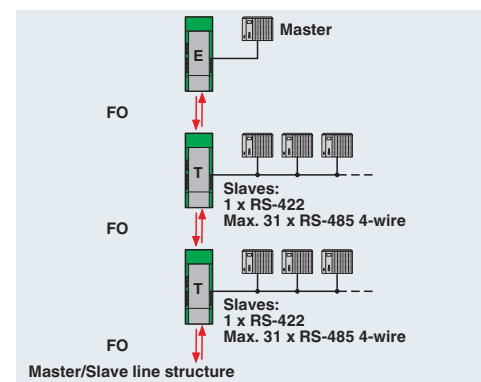 Master
E
FO
T
Slaves:
1 x RS-422
Max. 31 x RS-485 4-wire
FO
T
Slaves:
1 x RS-422
Max. 31 x RS-485 4-wire
FO
Master/Slave line structure